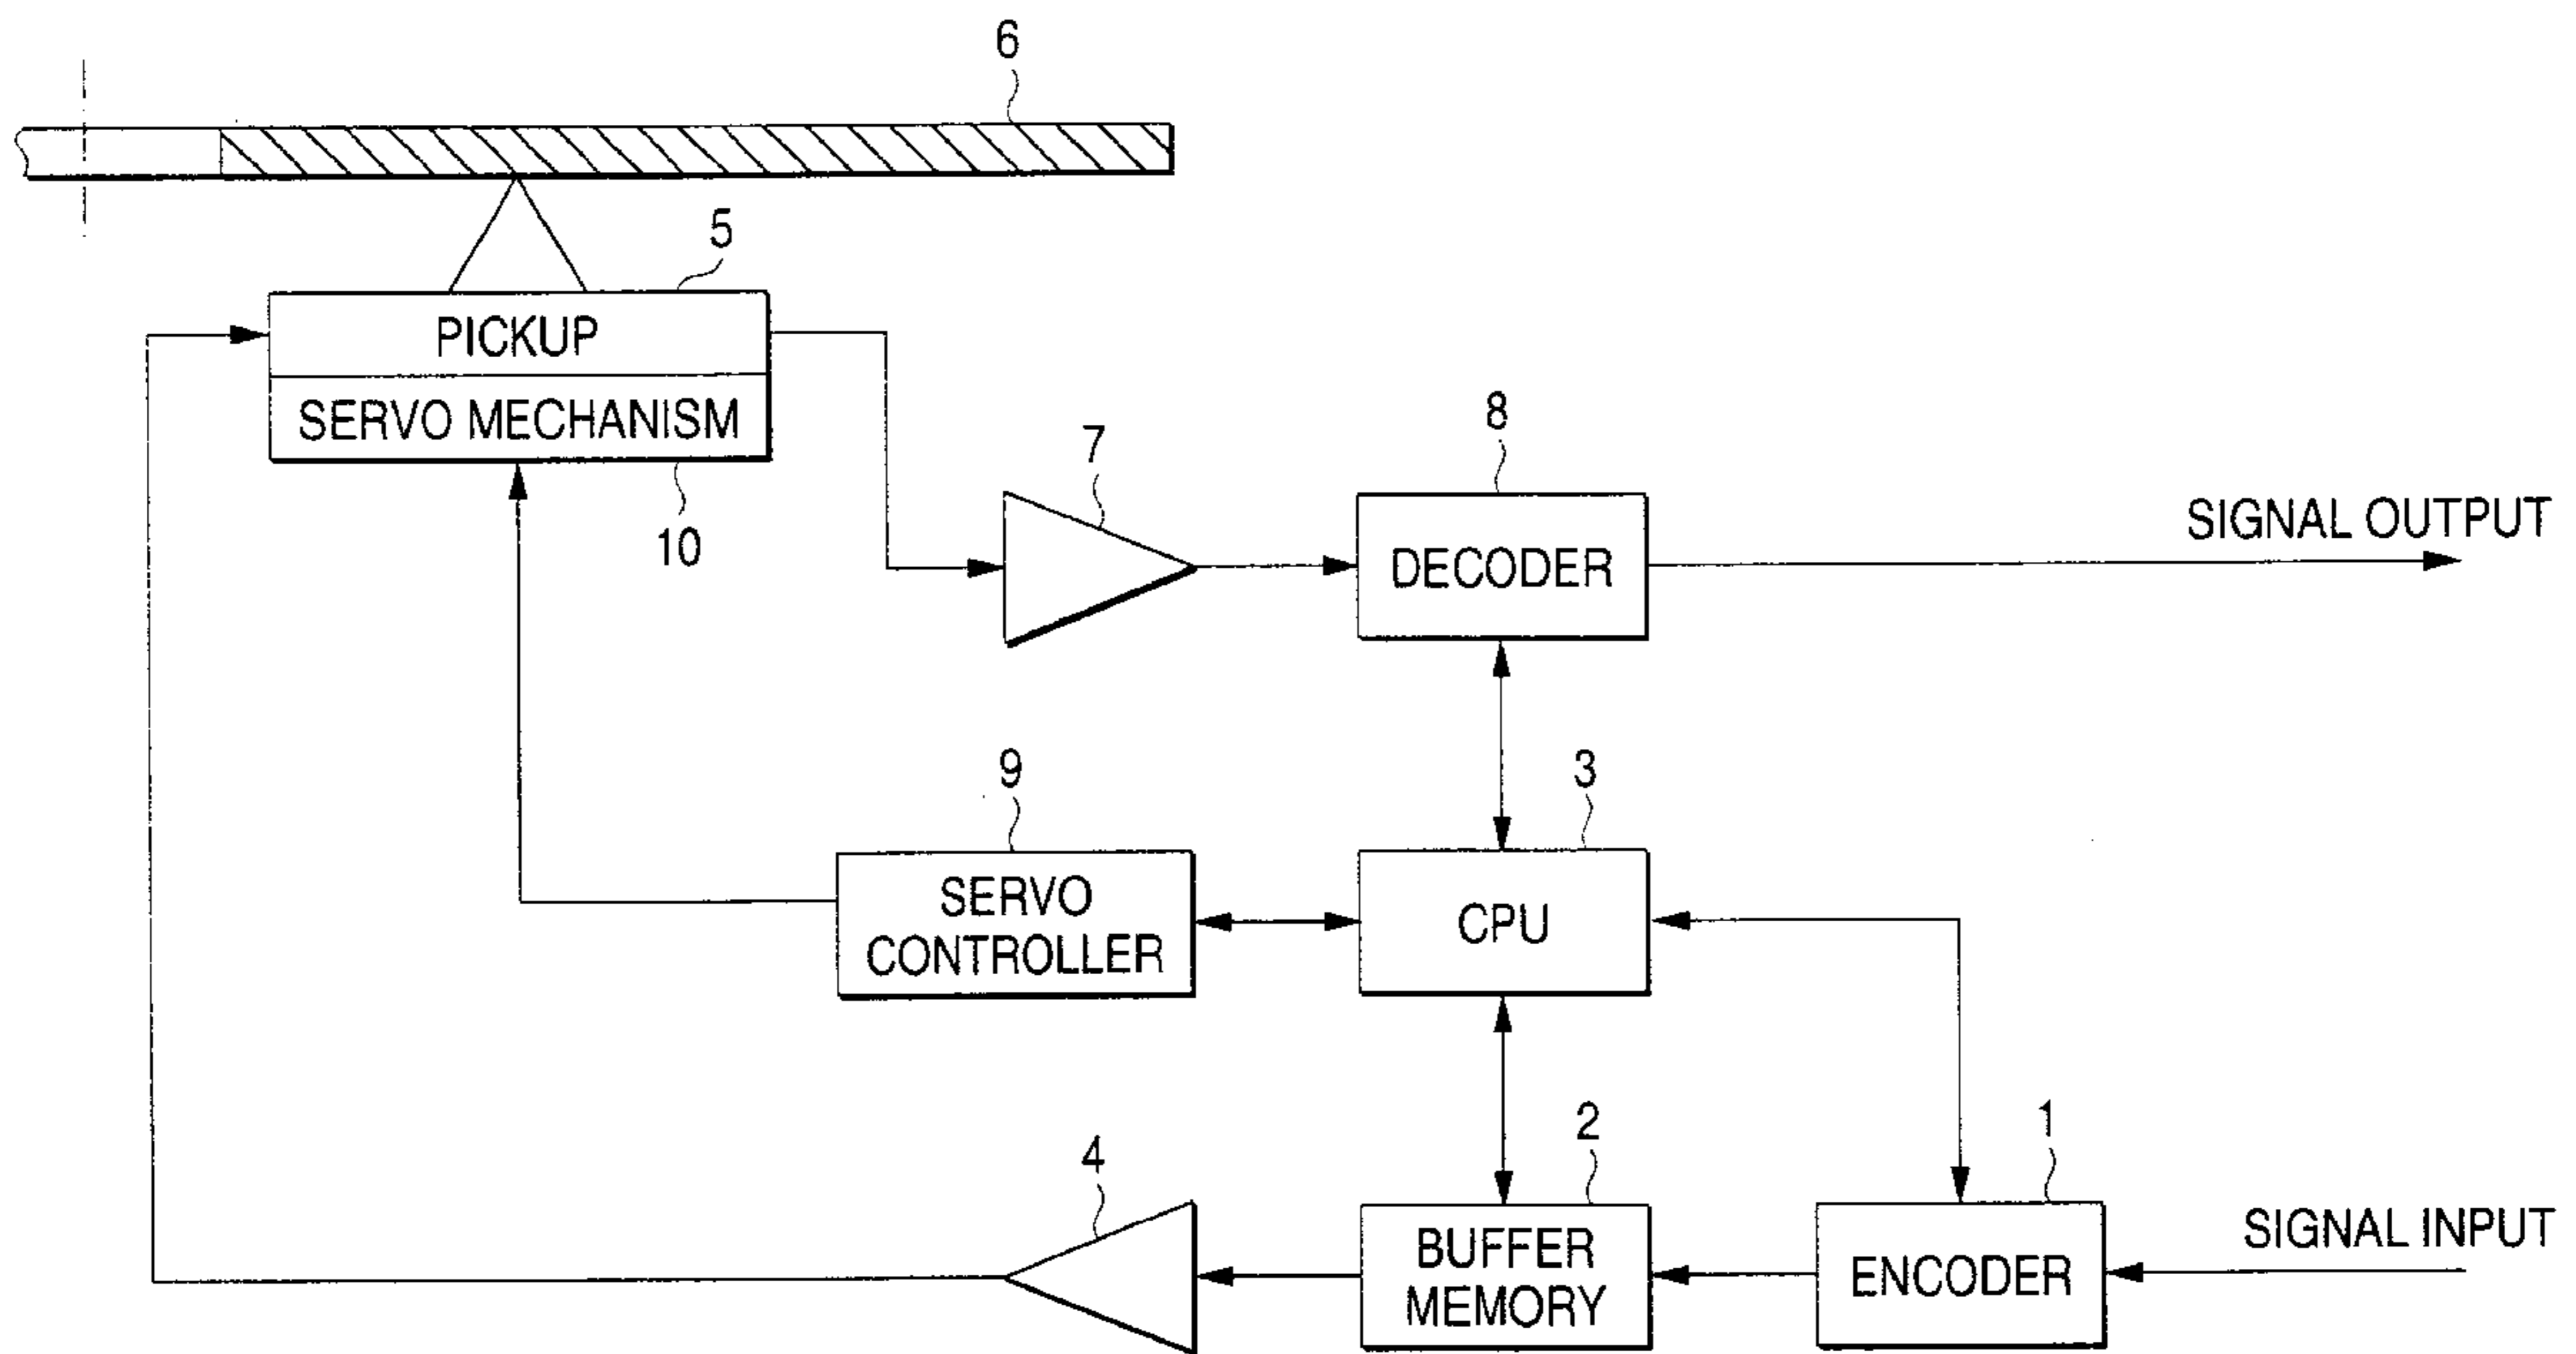 6
5
PICKUP
SERVO MECHANISM
10
7
8
DECODER
SIGNAL OUTPUT
9
SERVO
CONTROLLER
3
CPU
4
2
BUFFER
MEMORY
1
ENCODER
SIGNAL INPUT